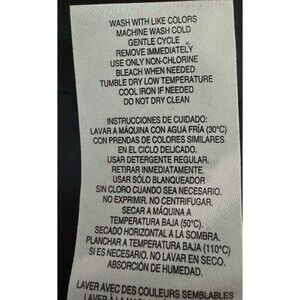 WASH WITH LIKE COLORS
MACHINE WASH COLD
GENTLE CYCLE
REMOVE IMMEDIATELY
USE ONLY NON-CHLORINE
BLEACH WHEN NEEDED
TUMBLE DRY LOW TEMPERATURE
COOL IRON IF NEEDED
DO NOT DRY CLEAN
INSTRUCCIONES DE CUIDADO:
LAVAR A MÁQUINA CON AGUA FRÍA (30°C)
CON PRENDAS DE COLORES SIMILARES
EN EL CICLO DELICADO.
USAR DETERGENTE REGULAR.
RETIRAR INMEDIATAMENTE.
USAR SÓLO BLANQUEADOR
SIN CLORO CUANDO SEA NECESARIO.
NO EXPRIMIR. NO CENTRIFUGAR.
SECAR A MÁQUINA A
TEMPERATURA BAJA (50°C).
SECADO HORIZONTAL A LA SOMBRA.
PLANCHAR A TEMPERATURA BAJA (110°C)
SI ES NECESARIO. NO LAVAR EN SECO.
ABSORCIÓN DE HUMEDAD.
LAVER AVEC DES COULEURS SEMBLABLES
LAVER À LA